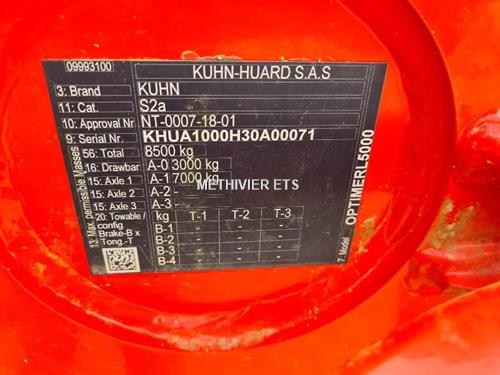 09993100
KUHN-HUARD S.A.S
3: Brand KUHN
11: Cat. S2a
10: Approval Nr NT-0007-18-01
9: Serial Nr. KHUA1000H30A00071
13: Max. permissible Masses
56: Total 8500 kg
16: Drawbar A-0 3000 kg
15: Axle 1 A-1 7000 kg
METHIVIER ETS
15: Axle 2 A-2 -
15: Axle 3 A-3 -
20: Towable / config
Brake-B x
Tong.-T
kg T-1 T-2 T-3
B-1 - - -
B-2 - - -
B-3 - - -
B-4 - - -
7: Model OPTIMERL5000